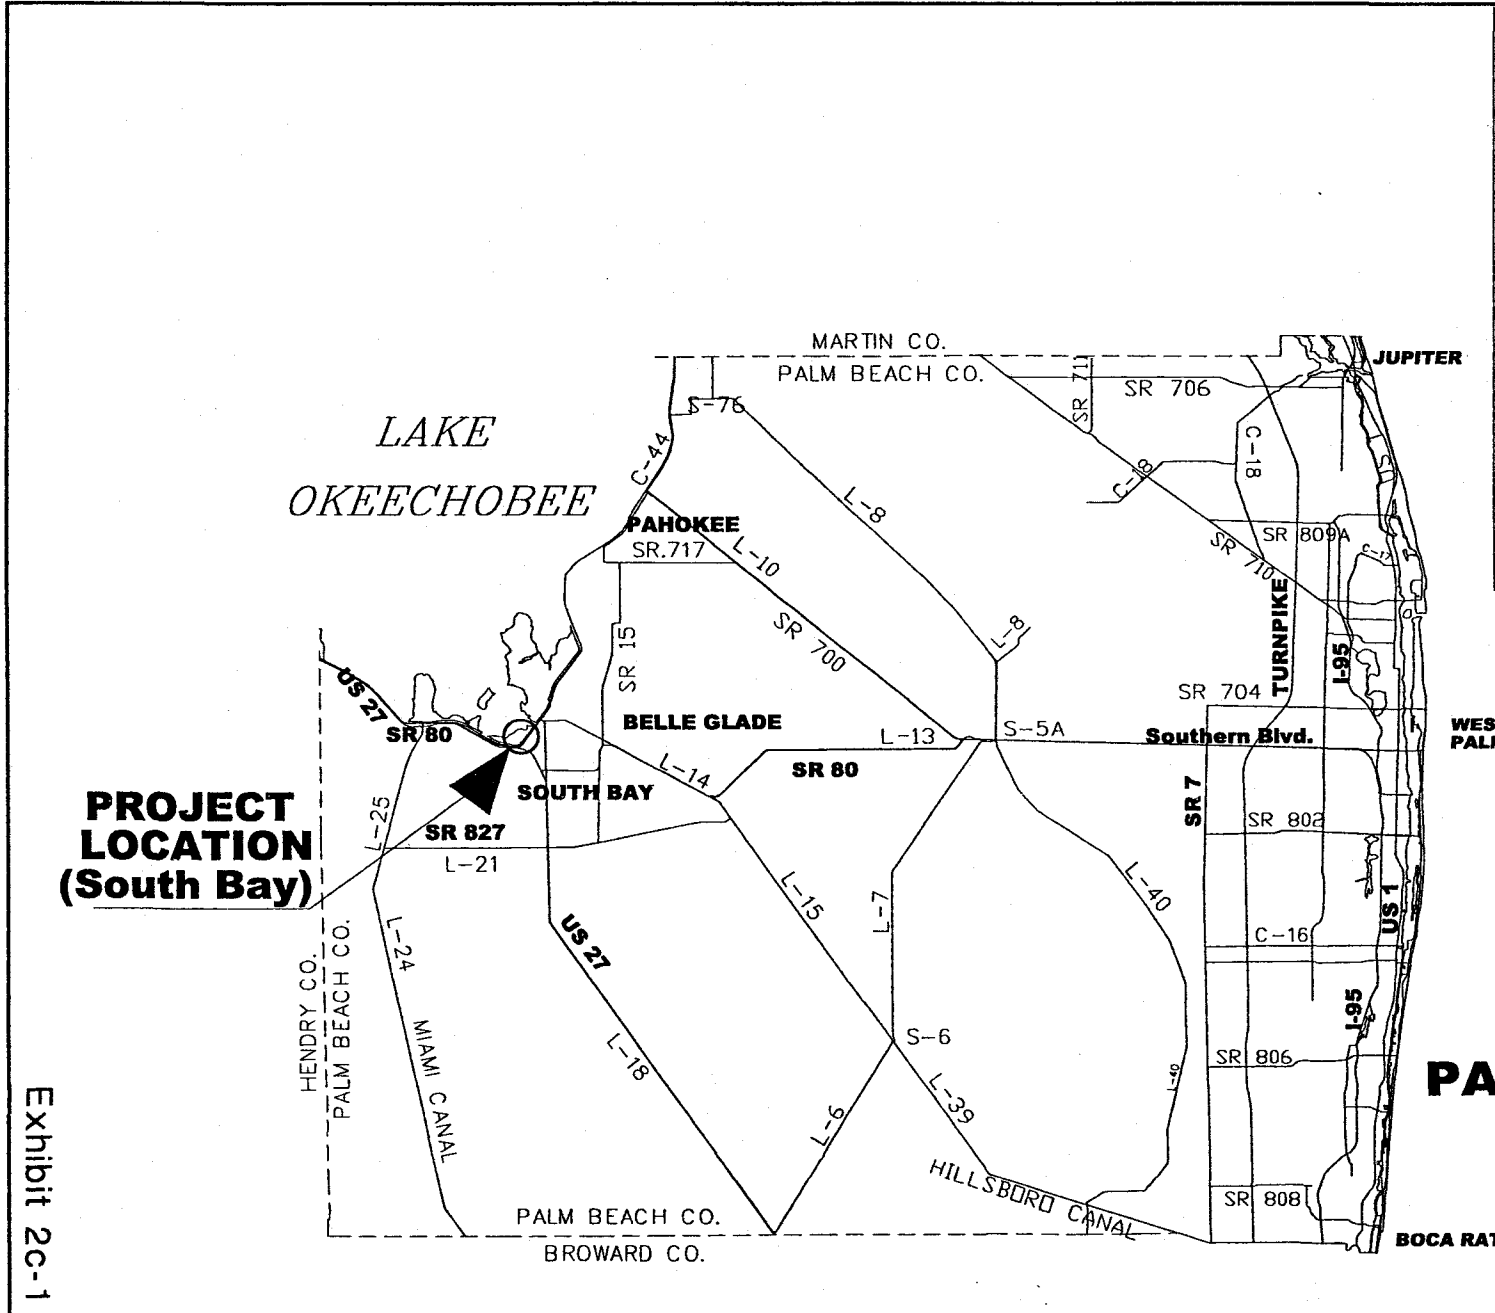 MARTIN CO.
PALM BEACH CO.
JUPITER
SR 711
SR 706
S-76
LAKE
OKEECHOBEE
C-44
C-18
C-18
L-8
PAHOKEE
SR.717
L-10
SR 809A
SR 710
C-17
TURNPIKE
SR 700
L-8
SR 15
I-95
US 27
SR 704
SR 80
BELLE GLADE
L-13
S-5A
Southern Blvd.
WES
PAL
L-14
SR 80
SOUTH BAY
SR 7
PROJECT
LOCATION
(South Bay)
L-25
SR 827
L-21
SR 802
L-15
L-7
L-40
US 1
US 27
C-16
L-24
HENDRY CO.
PALM BEACH CO.
I-95
MIAMI CANAL
L-18
S-6
SR 806
L-40
PA
L-39
L-6
HILLSBORO CANAL
SR 808
PALM BEACH CO.
BROWARD CO.
BOCA RAT
Exhibit 2c-1